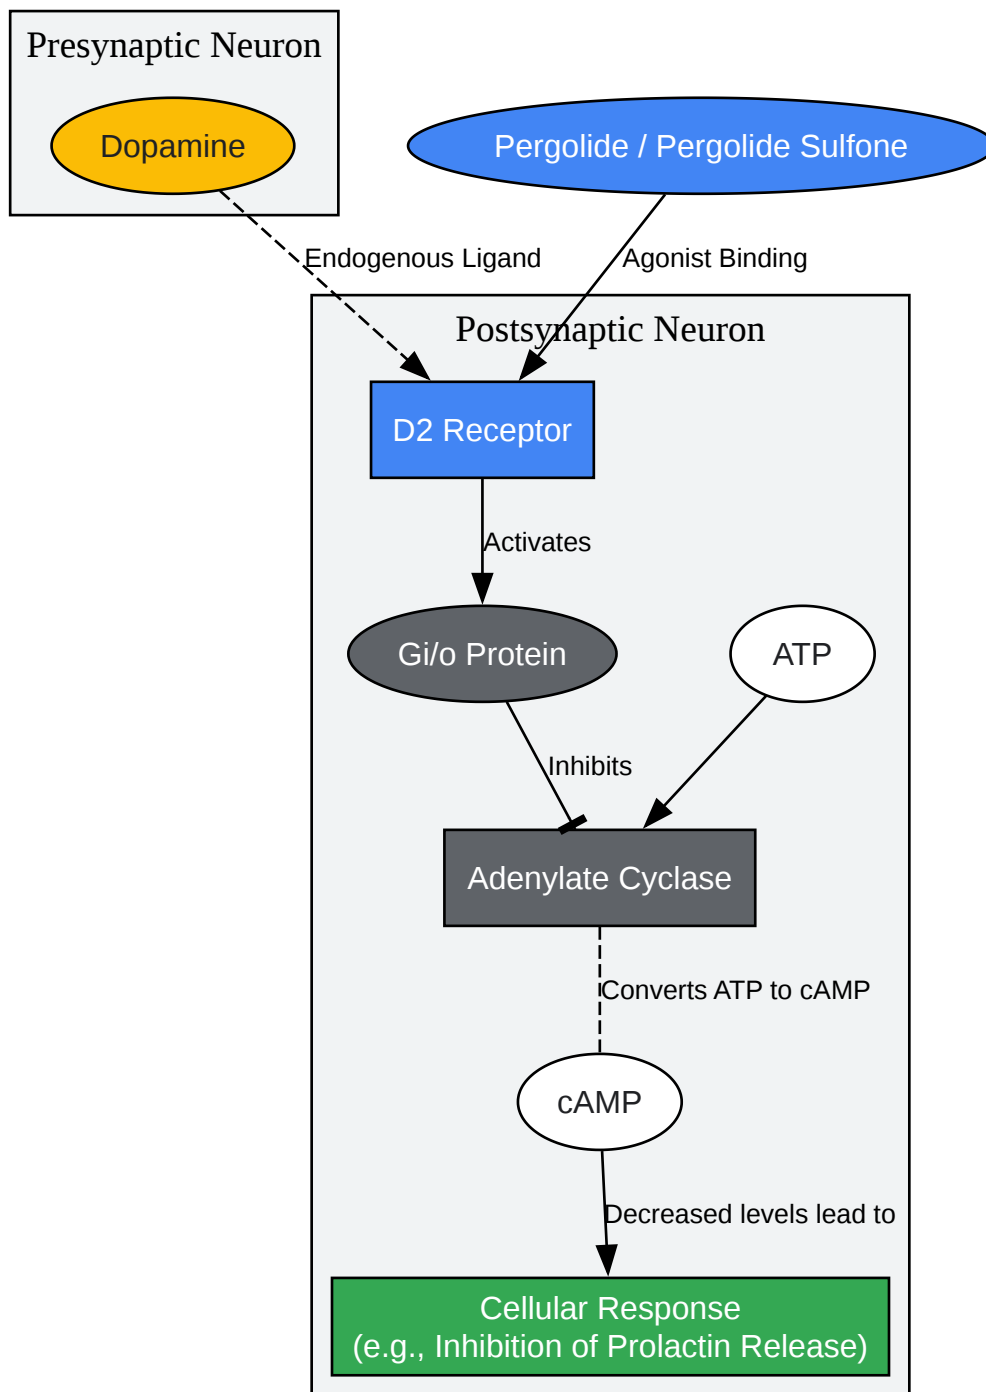 Presynaptic Neuron
Dopamine
Pergolide / Pergolide Sulfone
Endogenous Ligand
Agonist Binding
Postsynaptic Neuron
D2 Receptor
Activates
Gi/o Protein
ATP
Inhibits
Adenylate Cyclase
Converts ATP to cAMP
cAMP
Decreased levels lead to
Cellular Response
(e.g., Inhibition of Prolactin Release)